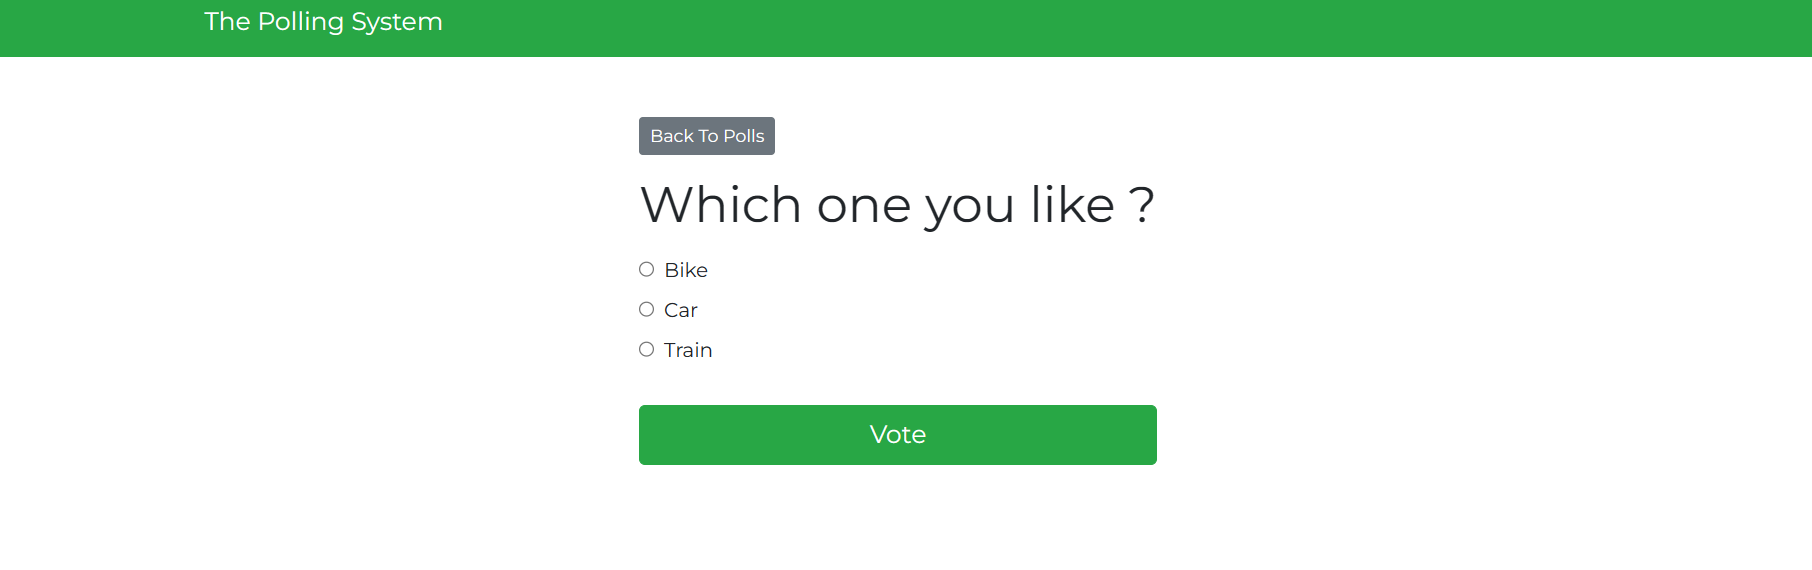 The Polling System
Back To Polls
Which one you like ?
Bike
Car
Train
Vote